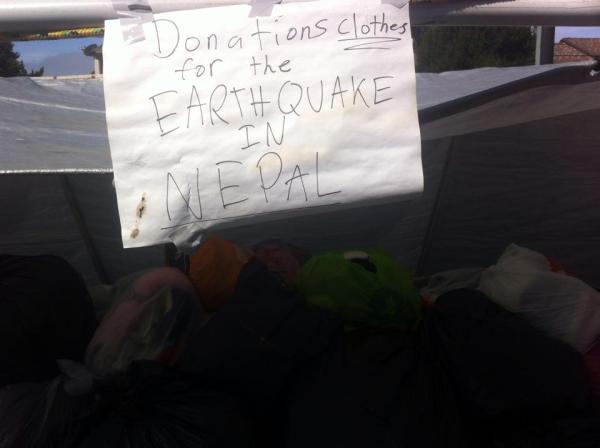 Donations clothes
for the
EARTHQUAKE
IN
NEPAL